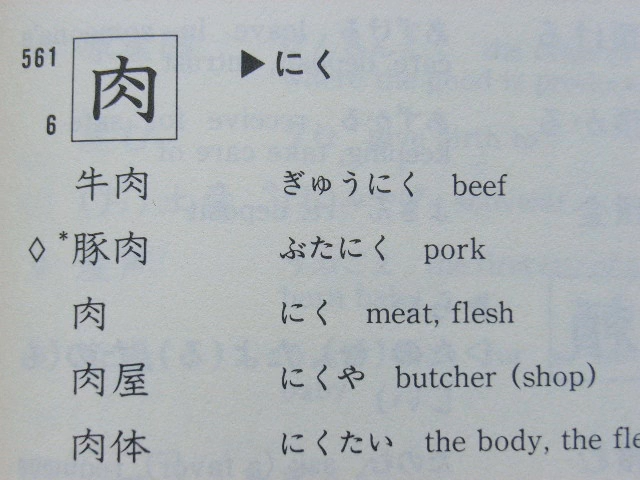 561 肉 ▶にく
6
牛肉 ぎゅうにく beef
◇*豚肉 ぶたにく pork
肉 にく meat, flesh
肉屋 にくや butcher (shop)
肉体 にくたい the body, the fle